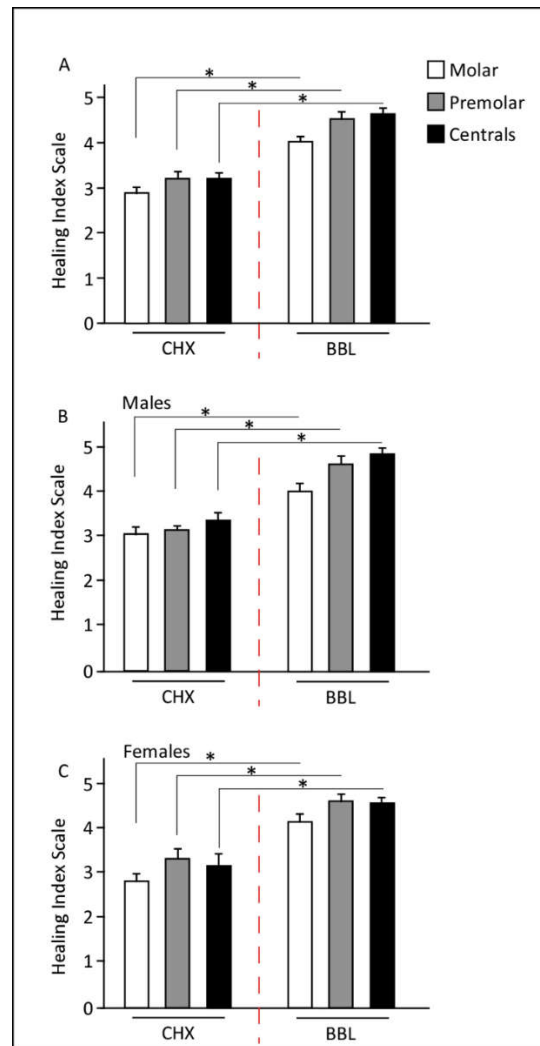 A
*
*
*
Molar
Premolar
Centrals
Healing Index Scale
5
4
3
2
1
0
CHX
BBL
B
Males
*
*
*
Healing Index Scale
5
4
3
2
1
0
CHX
BBL
C
Females
*
*
*
Healing Index Scale
5
4
3
2
1
0
CHX
BBL